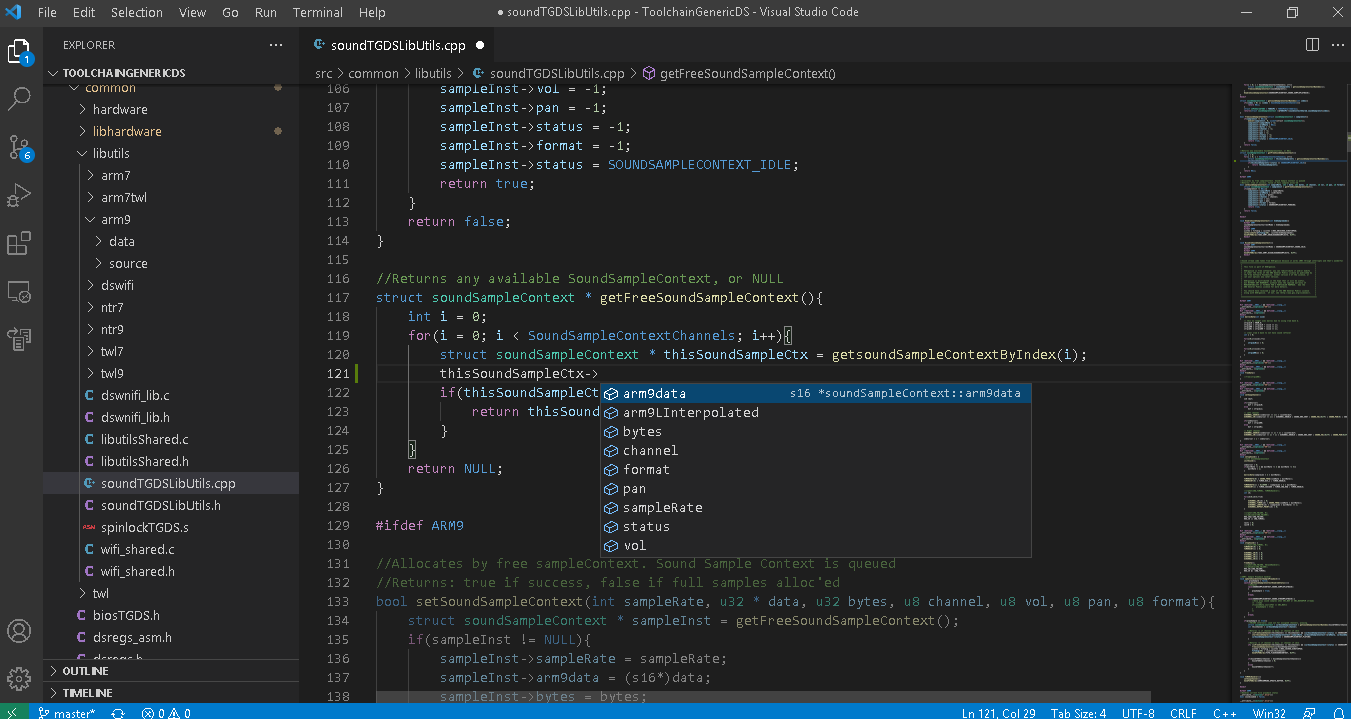 File Edit Selection View Go Run Terminal Help
● soundTGDSLibUtils.cpp - ToolchainGenericDS - Visual Studio Code
1
6
EXPLORER
TOOLCHAINGENERICDS
common
hardware
libhardware
libutils
arm7
arm7twl
arm9
data
source
dswifi
ntr7
ntr9
twl7
twl9
dswnifi_lib.c
dswnifi_lib.h
libutilsShared.c
libutilsShared.h
soundTGDSLibUtils.cpp
soundTGDSLibUtils.h
spinlockTGDS.s
wifi_shared.c
wifi_shared.h
twl
biosTGDS.h
dsregs_asm.h
dsregs.h
OUTLINE
TIMELINE
soundTGDSLibUtils.cpp ●
src > common > libutils > soundTGDSLibUtils.cpp > getFreeSoundSampleContext()
106 sampleInst->vol = -1;
107 sampleInst->pan = -1;
108 sampleInst->status = -1;
109 sampleInst->format = -1;
110 sampleInst->status = SOUNDSAMPLECONTEXT_IDLE;
111 return true;
112 }
113 return false;
114 }
115
116 //Returns any available SoundSampleContext, or NULL
117 struct soundSampleContext * getFreeSoundSampleContext(){
118 int i = 0;
119 for(i = 0; i < SoundSampleContextChannels; i++){
120 struct soundSampleContext * thisSoundSampleCtx = getsoundSampleContextByIndex(i);
121 thisSoundSampleCtx->
122 if(thisSoundSampleCt
123 return thisSound
124 }
125 }
126 return NULL;
127 }
128
129 #ifdef ARM9
130
131 //Allocates by free sampleContext. Sound Sample Context is queued
132 //Returns: true if success, false if full samples alloc'ed
133 bool setSoundSampleContext(int sampleRate, u32 * data, u32 bytes, u8 channel, u8 vol, u8 pan, u8 format){
134 struct soundSampleContext * sampleInst = getFreeSoundSampleContext();
135 if(sampleInst != NULL){
136 sampleInst->sampleRate = sampleRate;
137 sampleInst->arm9data = (s16*)data;
138 sampleInst->bytes = bytes;
arm9data s16 *soundSampleContext::arm9data
arm9LInterpolated
bytes
channel
format
pan
sampleRate
status
vol
master* 0 0 Ln 121, Col 29 Tab Size: 4 UTF-8 CRLF C++ Win32